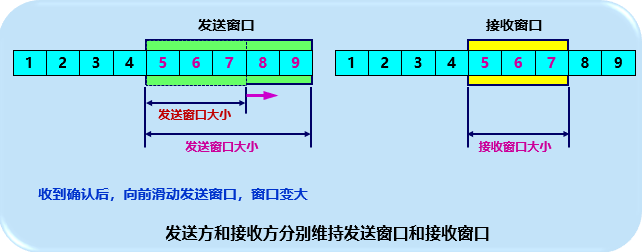 发送窗口 接收窗口
1 2 3 4 5 6 7 8 9 1 2 3 4 5 6 7 8 9
发送窗口大小
发送窗口大小 接收窗口大小
收到确认后，向前滑动发送窗口，窗口变大
发送方和接收方分别维持发送窗口和接收窗口